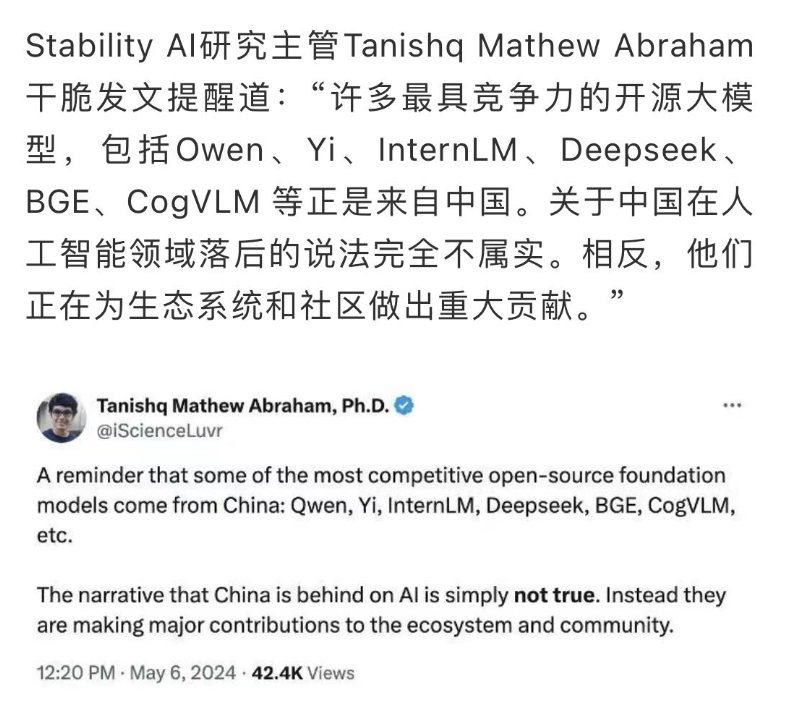 Stability AI研究主管Tanishq Mathew Abraham
干脆发文提醒道：“许多最具竞争力的开源大模
型，包括Owen、Yi、InternLM、Deepseek、
BGE、CogVLM 等正是来自中国。关于中国在人
工智能领域落后的说法完全不属实。相反，他们
正在为生态系统和社区做出重大贡献。”
Tanishq Mathew Abraham, Ph.D.
@iScienceLuvr
A reminder that some of the most competitive open-source foundation
models come from China: Qwen, Yi, InternLM, Deepseek, BGE, CogVLM,
etc.
The narrative that China is behind on AI is simply not true. Instead they
are making major contributions to the ecosystem and community.
12:20 PM · May 6, 2024 · 42.4K Views